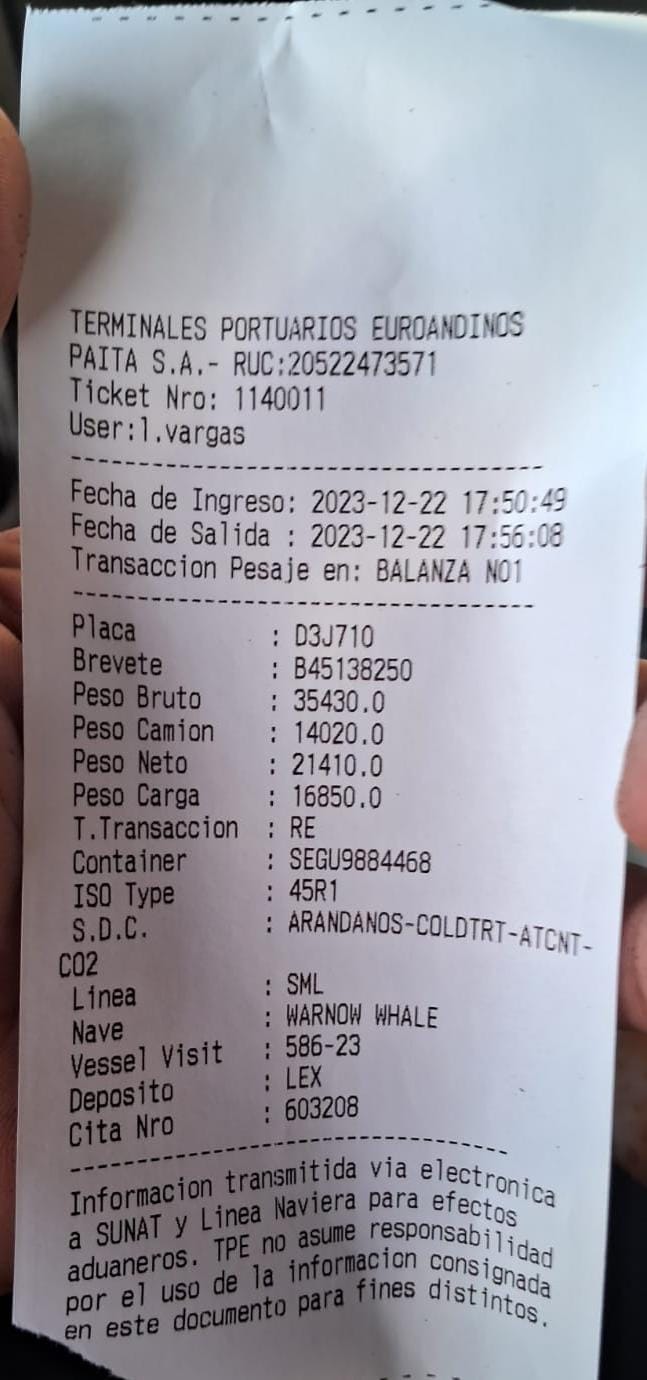 TERMINALES PORTUARIOS EUROANDINOS
PAITA S.A.- RUC:20522473571
Ticket Nro: 1140011
User:l.vargas
----------------------------------
Fecha de Ingreso: 2023-12-22 17:50:49
Fecha de Salida : 2023-12-22 17:56:08
Transaccion Pesaje en: BALANZA NO1
----------------------------------
Placa : D3J710
Brevete : B45138250
Peso Bruto : 35430.0
Peso Camion : 14020.0
Peso Neto : 21410.0
Peso Carga : 16850.0
T.Transaccion : RE
Container : SEGU9884468
ISO Type : 45R1
S.D.C. : ARANDANOS-COLDTRT-ATCNT-
CO2
Linea : SML
Nave : WARNOW WHALE
Vessel Visit : 586-23
Deposito : LEX
Cita Nro : 603208
----------------------------------
Informacion transmitida via electronica
a SUNAT y Linea Naviera para efectos
aduaneros. TPE no asume responsabilidad
por el uso de la informacion consignada
en este documento para fines distintos.